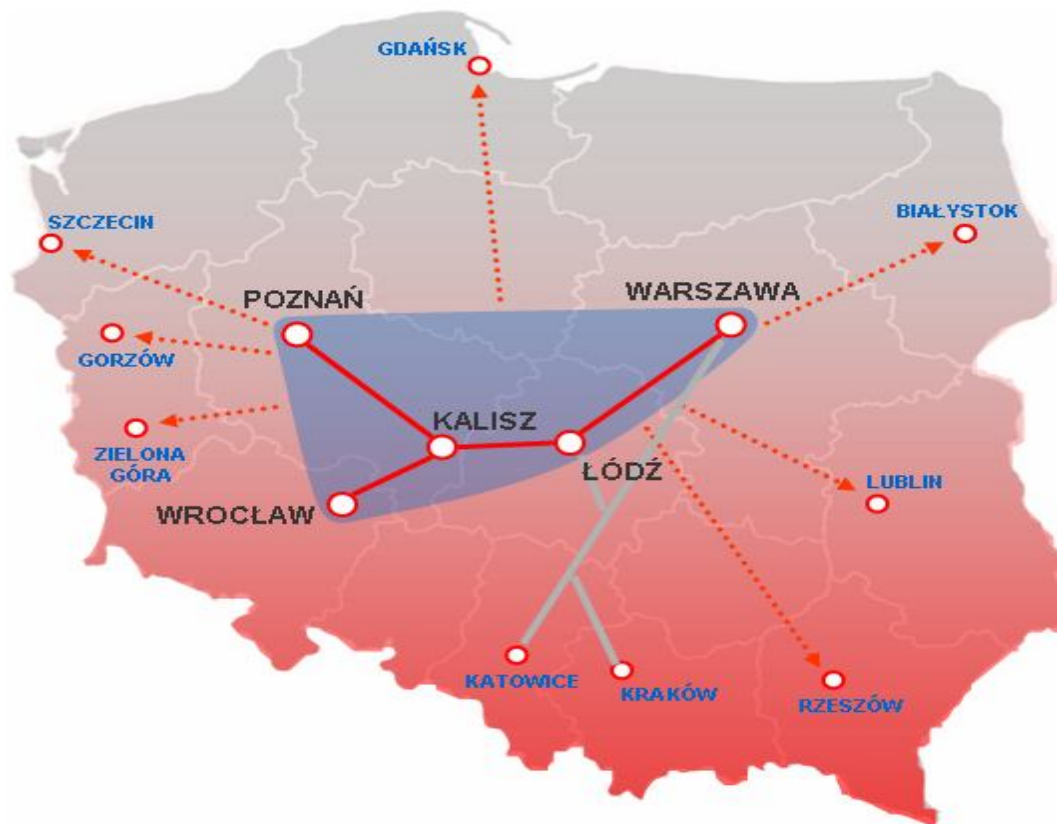 GDAŃSK
SZCZECIN
BIAŁYSTOK
POZNAŃ
WARSZAWA
GORZÓW
KALISZ
ZIELONA
GÓRA
ŁÓDŹ
LUBLIN
WROCŁAW
KATOWICE
KRAKÓW
RZESZÓW